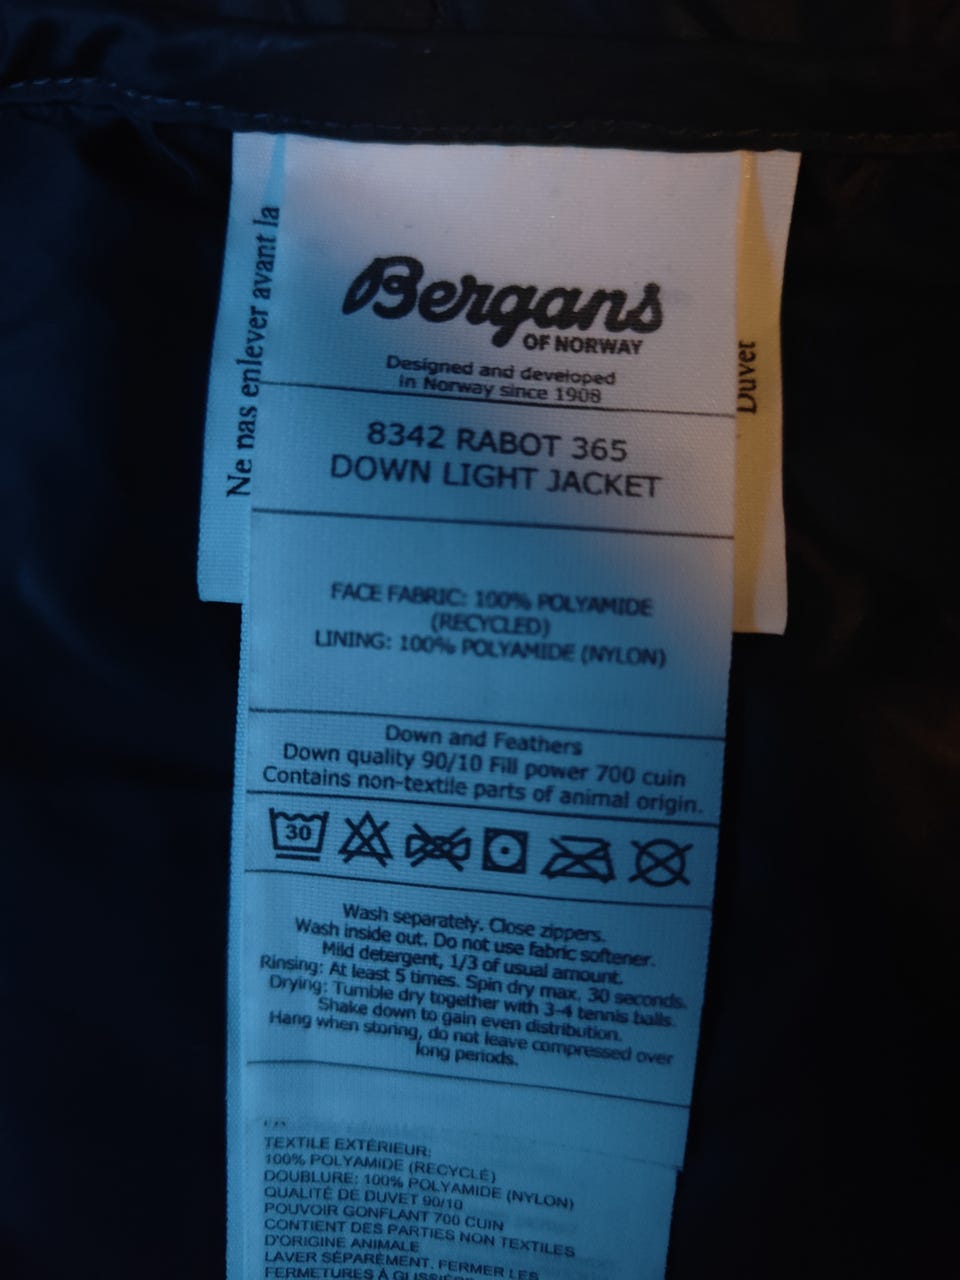 Ne pas enlever avant la
Bergans
OF NORWAY
Designed and developed
in Norway since 1908
Duvet
8342 RABOT 365
DOWN LIGHT JACKET
FACE FABRIC: 100% POLYAMIDE
(RECYCLED)
LINING: 100% POLYAMIDE (NYLON)
Down and Feathers
Down quality 90/10 Fill power 700 cuin
Contains non-textile parts of animal origin.
30
Wash separately. Close zippers.
Wash inside out. Do not use fabric softener.
Mild detergent, 1/3 of usual amount.
Rinsing: At least 5 times. Spin dry max. 30 seconds.
Drying: Tumble dry together with 3-4 tennis balls.
Shake down to gain even distribution.
Hang when storing, do not leave compressed over
long periods.
TEXTILE EXTÉRIEUR:
100% POLYAMIDE (RECYCLÉ)
DOUBLURE: 100% POLYAMIDE (NYLON)
QUALITÉ DE DUVET 90/10
POUVOIR GONFLANT 700 CUIN
CONTIENT DES PARTIES NON TEXTILES
D'ORIGINE ANIMALE
LAVER SÉPARÉMENT. FERMER LES
FERMETURES À